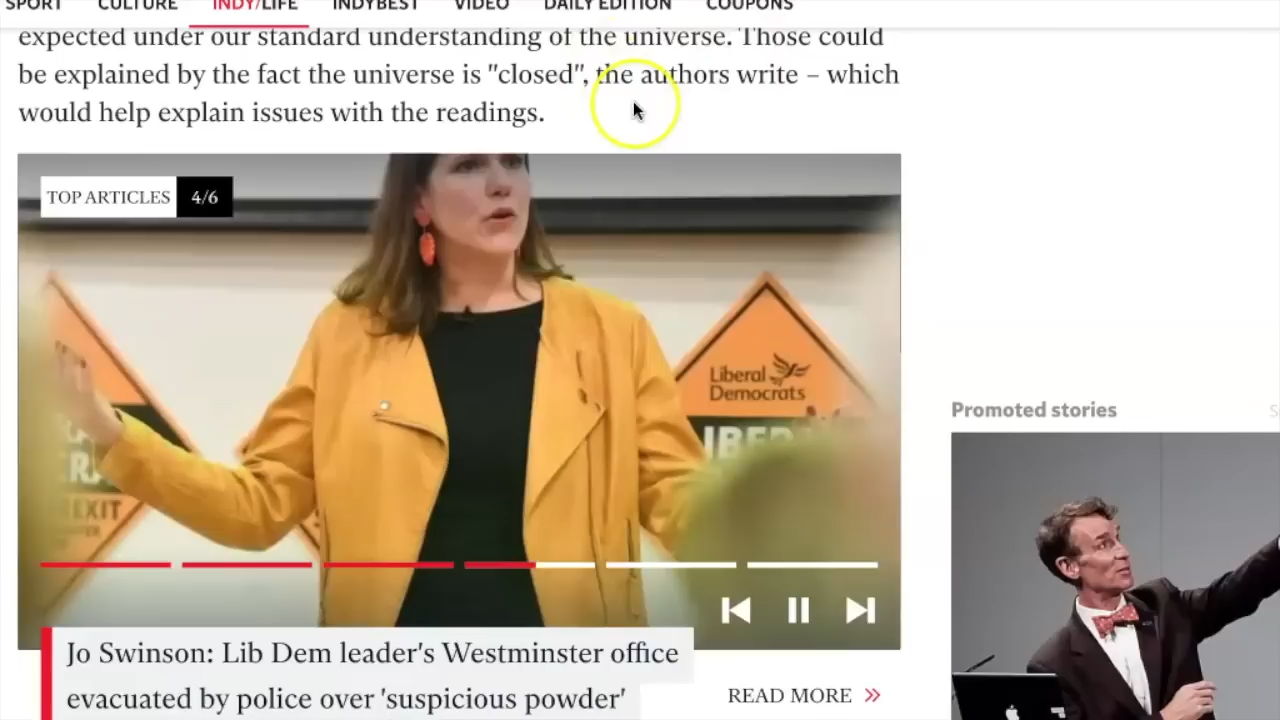 SPORT CULTURE INDY/LIFE INDYBEST VIDEO DAILY EDITION COUPONS
expected under our standard understanding of the universe. Those could
be explained by the fact the universe is "closed", the authors write – which
would help explain issues with the readings.
TOP ARTICLES 4/6
Liberal
Democrats
Promoted stories
Jo Swinson: Lib Dem leader's Westminster office
evacuated by police over 'suspicious powder'
READ MORE